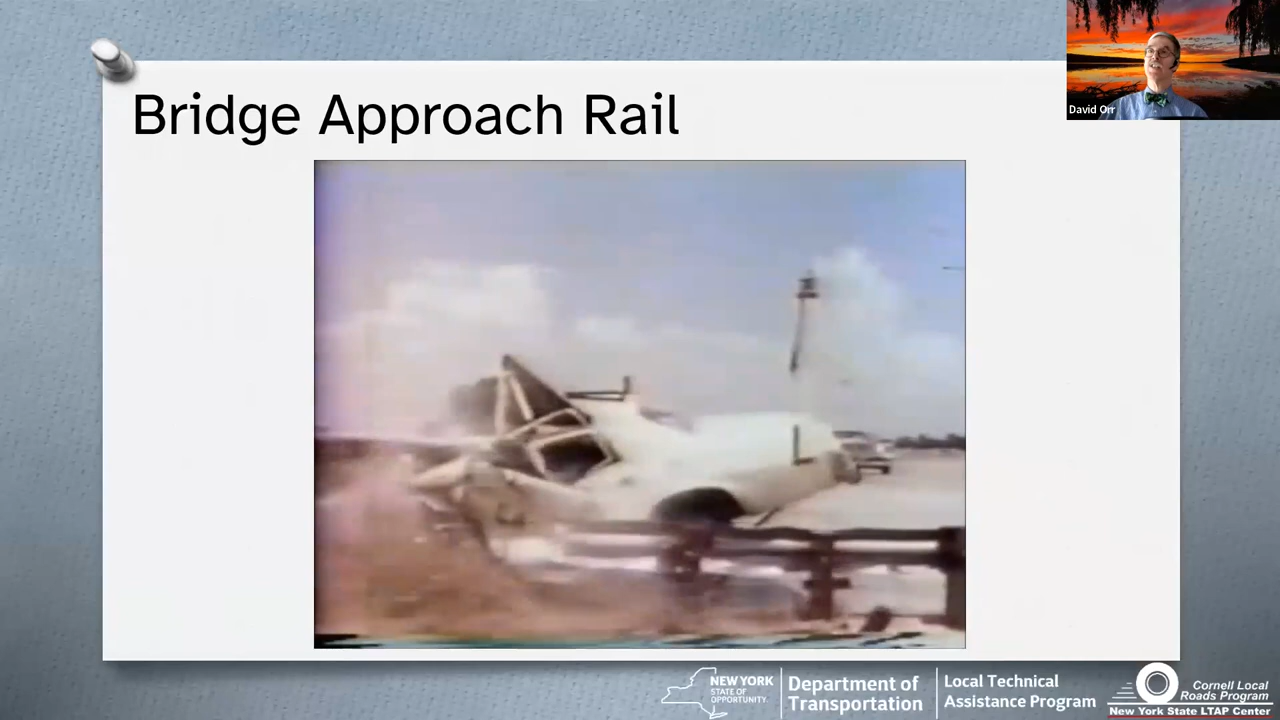 Bridge Approach Rail
David Orr
NEW YORK
STATE OF
OPPORTUNITY.
Department of
Transportation
Local Technical
Assistance Program
Cornell Local
Roads Program
New York State LTAP Center